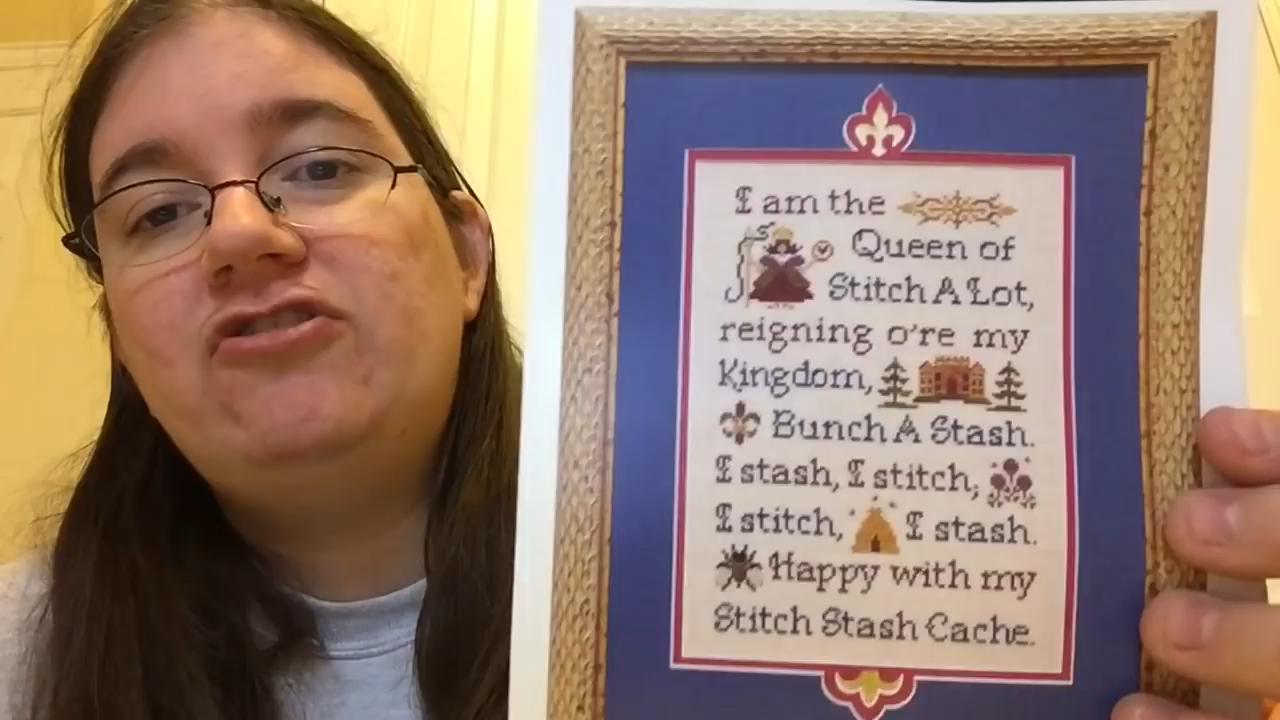 I am the
Queen of
Stitch A Lot,
reigning o're my
Kingdom,
Bunch A Stash.
I stash, I stitch;
I stitch, I stash.
Happy with my
Stitch Stash Cache.